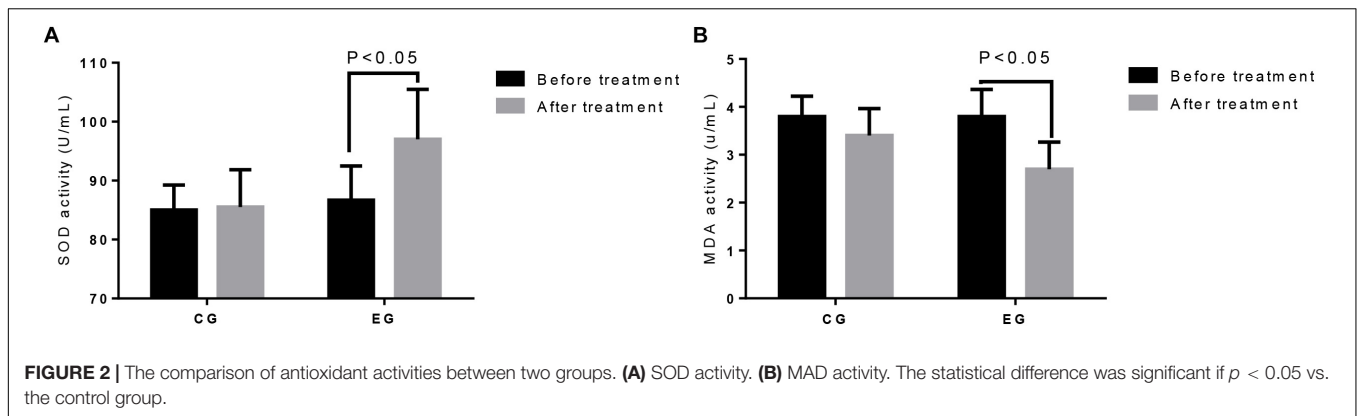 A
SOD activity (U/mL)
110
100
90
80
70
P<0.05
CG
EG
Before treatment
After treatment
B
MDA activity (u/mL)
5
4
3
2
1
0
P<0.05
CG
EG
Before treatment
After treatment
FIGURE 2 | The comparison of antioxidant activities between two groups. (A) SOD activity. (B) MAD activity. The statistical difference was significant if p < 0.05 vs.
the control group.